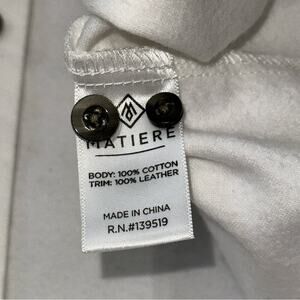 MATIERE
BODY: 100% COTTON
TRIM: 100% LEATHER
MADE IN CHINA
R.N.#139519